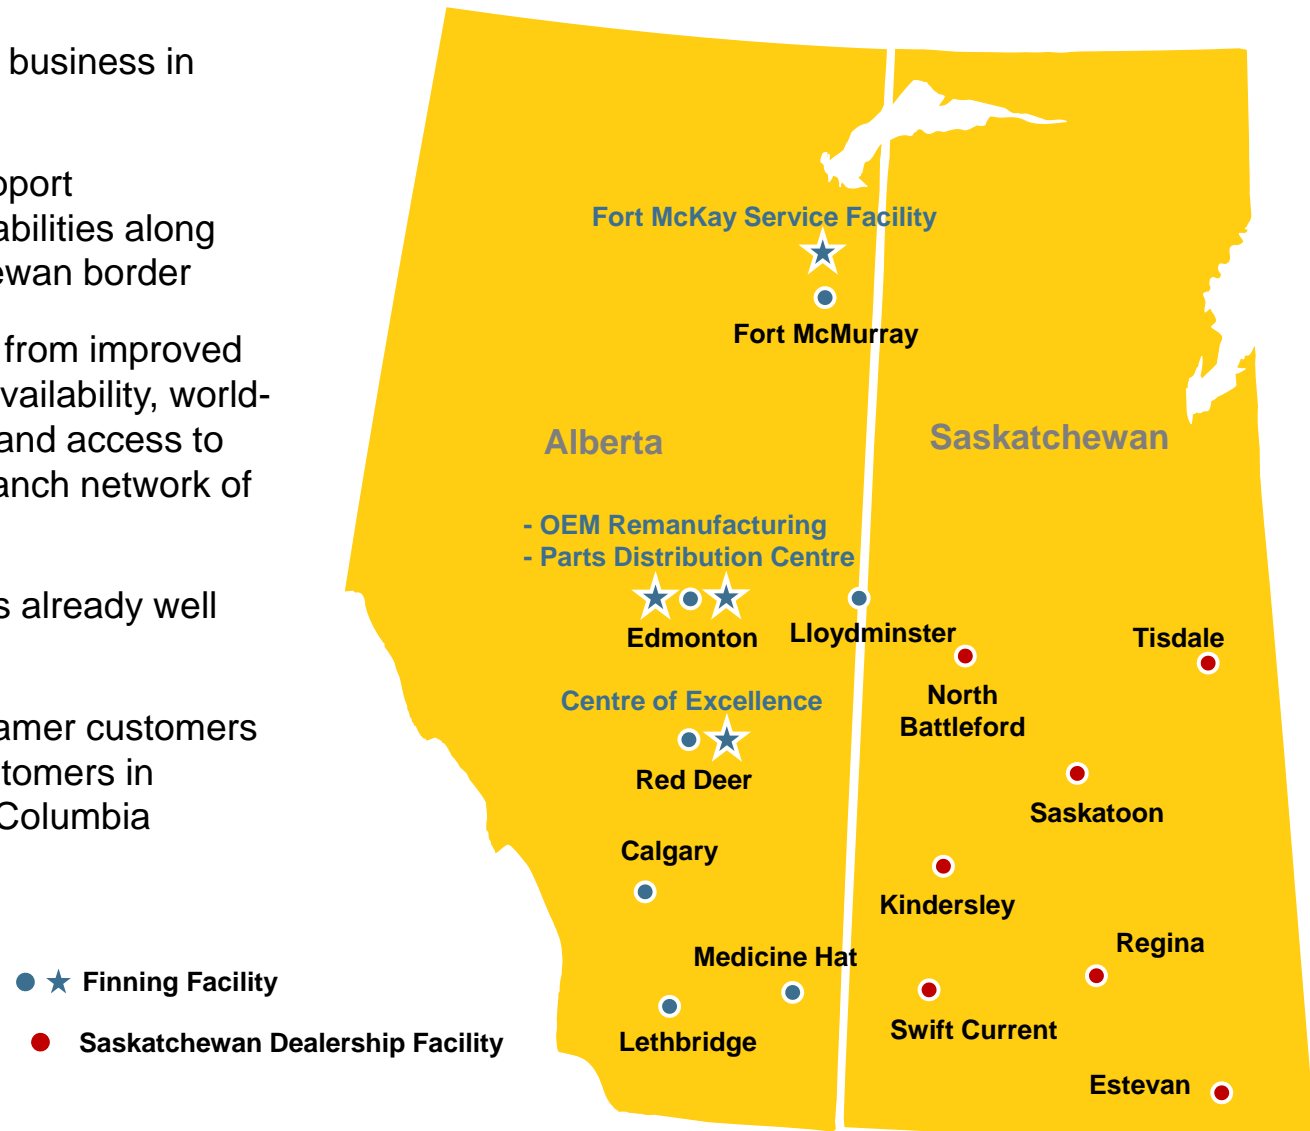 business in
pport
abilities along
ewan border
from improved
vailability, world-
and access to
anch network of
s already well
amer customers
stomers in
Columbia
Fort McKay Service Facility
Fort McMurray
Alberta
Saskatchewan
- OEM Remanufacturing
- Parts Distribution Centre
Edmonton
Lloydminster
Tisdale
North
Battleford
Centre of Excellence
Red Deer
Saskatoon
Calgary
Kindersley
Regina
Medicine Hat
Swift Current
Lethbridge
Estevan
Finning Facility
Saskatchewan Dealership Facility